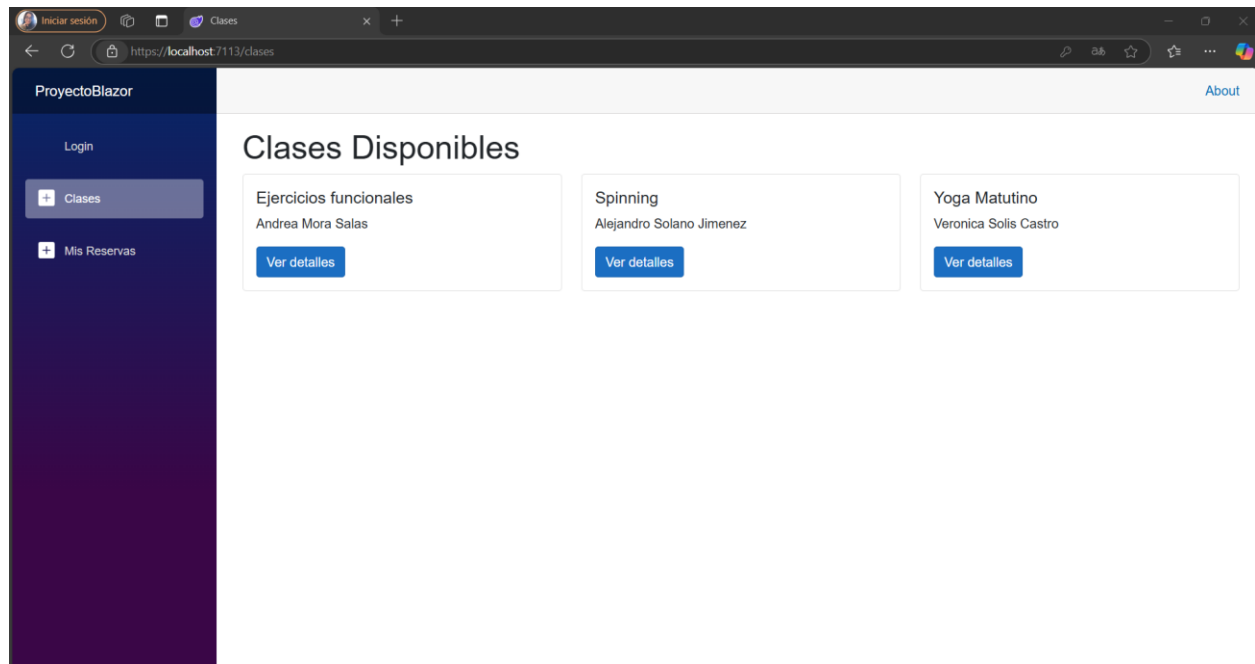 Iniciar sesión
Clases
https://localhost:7113/clases
ProyectoBlazor
About
Login
Clases
Mis Reservas
Clases Disponibles
Ejercicios funcionales
Andrea Mora Salas
Ver detalles
Spinning
Alejandro Solano Jimenez
Ver detalles
Yoga Matutino
Veronica Solis Castro
Ver detalles